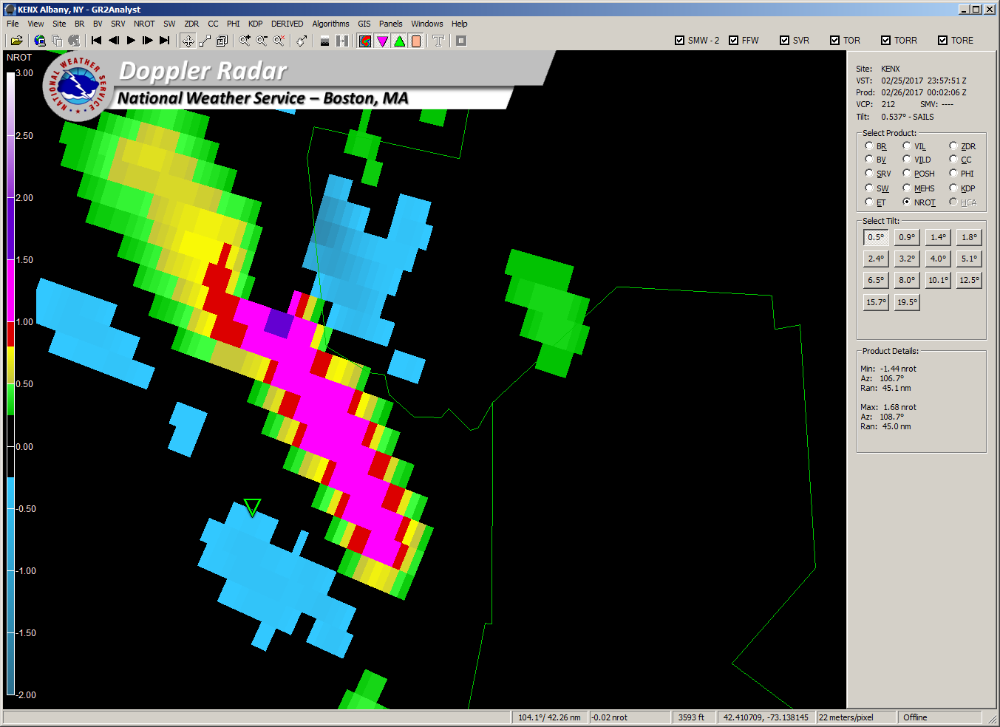 KENX Albany, NY - GR2Analyst
File View Site BR BV SRV NROT SW ZDR CC PHI KDP DERIVED Algorithms GIS Panels Windows Help
SMW - 2 FFW SVR TOR TORR TORE
NROT
3.00
2.50
2.00
1.50
1.00
0.50
0.00
-0.50
-1.00
-1.50
-2.00
NATIONAL WEATHER SERVICE
Doppler Radar
National Weather Service – Boston, MA
Site: KENX
VST: 02/25/2017 23:57:51 Z
Prod: 02/26/2017 00:02:06 Z
VCP: 212 SMV: ----
Tilt: 0.537° - SAILS
Select Product:
BR VIL ZDR
BV VILD CC
SRV POSH PHI
SW MEHS KDP
ET NROT HCA
Select Tilt:
0.5° 0.9° 1.4° 1.8°
2.4° 3.2° 4.0° 5.1°
6.5° 8.0° 10.1° 12.5°
15.7° 19.5°
Product Details:
Min: -1.44 nrot
Az: 106.7°
Ran: 45.1 nm
Max: 1.68 nrot
Az: 108.7°
Ran: 45.0 nm
104.1°/ 42.26 nm -0.02 nrot 3593 ft 42.410709, -73.138145 22 meters/pixel Offline